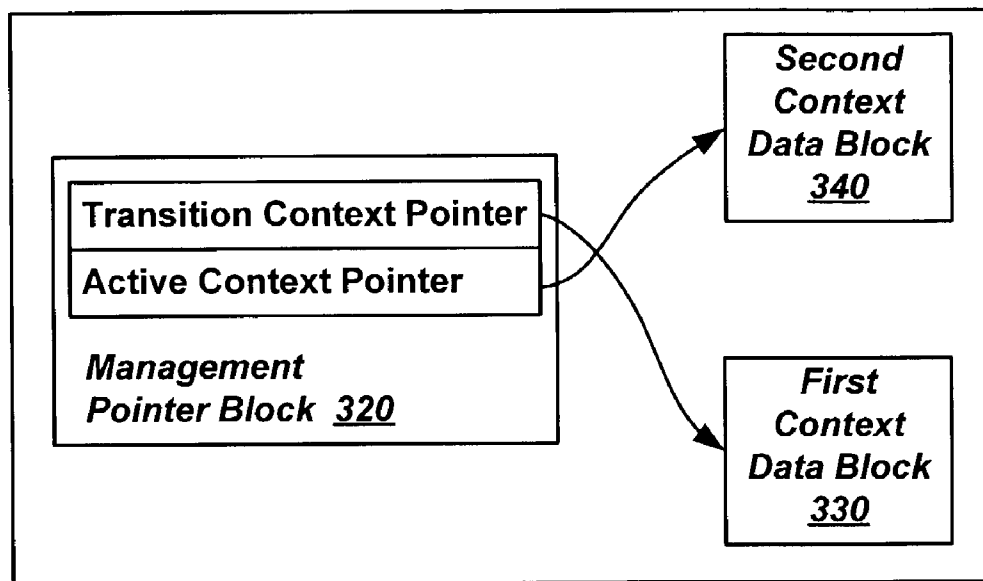 Transition Context Pointer
Active Context Pointer
Management
Pointer Block 320
Second
Context
Data Block
340
First
Context
Data Block
330